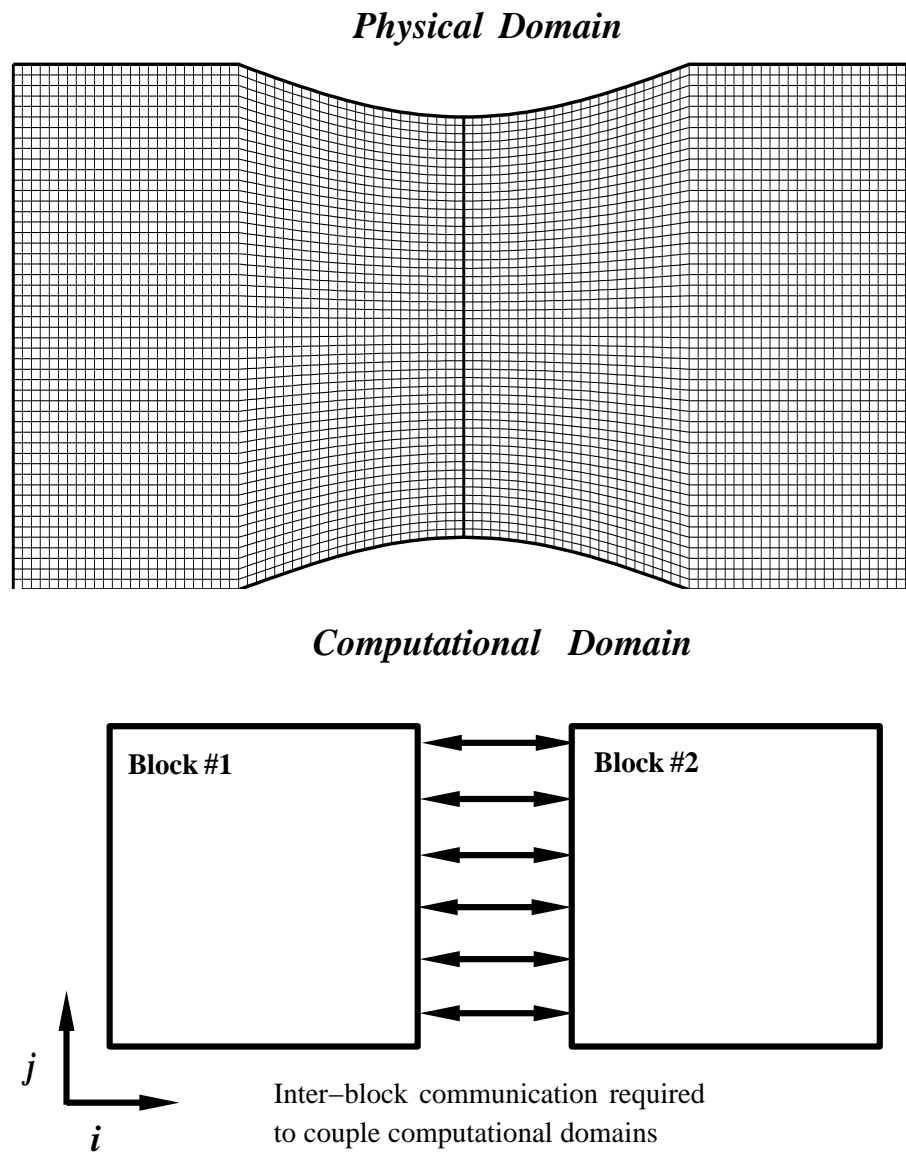 Physical Domain
Computational Domain
Block #1
Block #2
j
i
Inter−block communication required
to couple computational domains